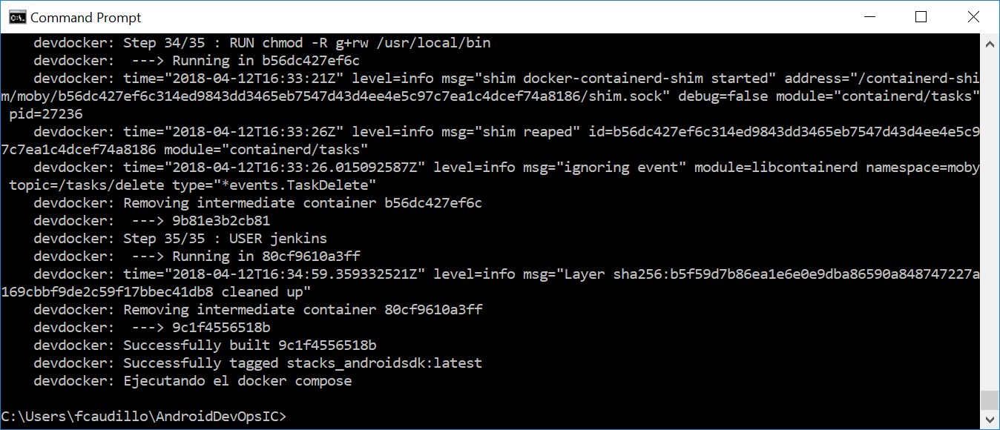 Command Prompt
    devdocker: Step 34/35 : RUN chmod -R g+rw /usr/local/bin
    devdocker:  ---> Running in b56dc427ef6c
    devdocker: time="2018-04-12T16:33:21Z" level=info msg="shim docker-containerd-shim started" address="/containerd-shi
m/moby/b56dc427ef6c314ed9843dd3465eb7547d43d4ee4e5c97c7ea1c4dcef74a8186/shim.sock" debug=false module="containerd/tasks"
 pid=27236
    devdocker: time="2018-04-12T16:33:26Z" level=info msg="shim reaped" id=b56dc427ef6c314ed9843dd3465eb7547d43d4ee4e5c9
7c7ea1c4dcef74a8186 module="containerd/tasks"
    devdocker: time="2018-04-12T16:33:26.015092587Z" level=info msg="ignoring event" module=libcontainerd namespace=moby
 topic=/tasks/delete type="*events.TaskDelete"
    devdocker: Removing intermediate container b56dc427ef6c
    devdocker:  ---> 9b81e3b2cb81
    devdocker: Step 35/35 : USER jenkins
    devdocker:  ---> Running in 80cf9610a3ff
    devdocker: time="2018-04-12T16:34:59.359332521Z" level=info msg="Layer sha256:b5f59d7b86ea1e6e0e9dba86590a848747227a
169cbbf9de2c59f17bbec41db8 cleaned up"
    devdocker: Removing intermediate container 80cf9610a3ff
    devdocker:  ---> 9c1f4556518b
    devdocker: Successfully built 9c1f4556518b
    devdocker: Successfully tagged stacks_androidsdk:latest
    devdocker: Ejecutando el docker compose
C:\Users\fcaudillo\AndroidDevOpsIC>